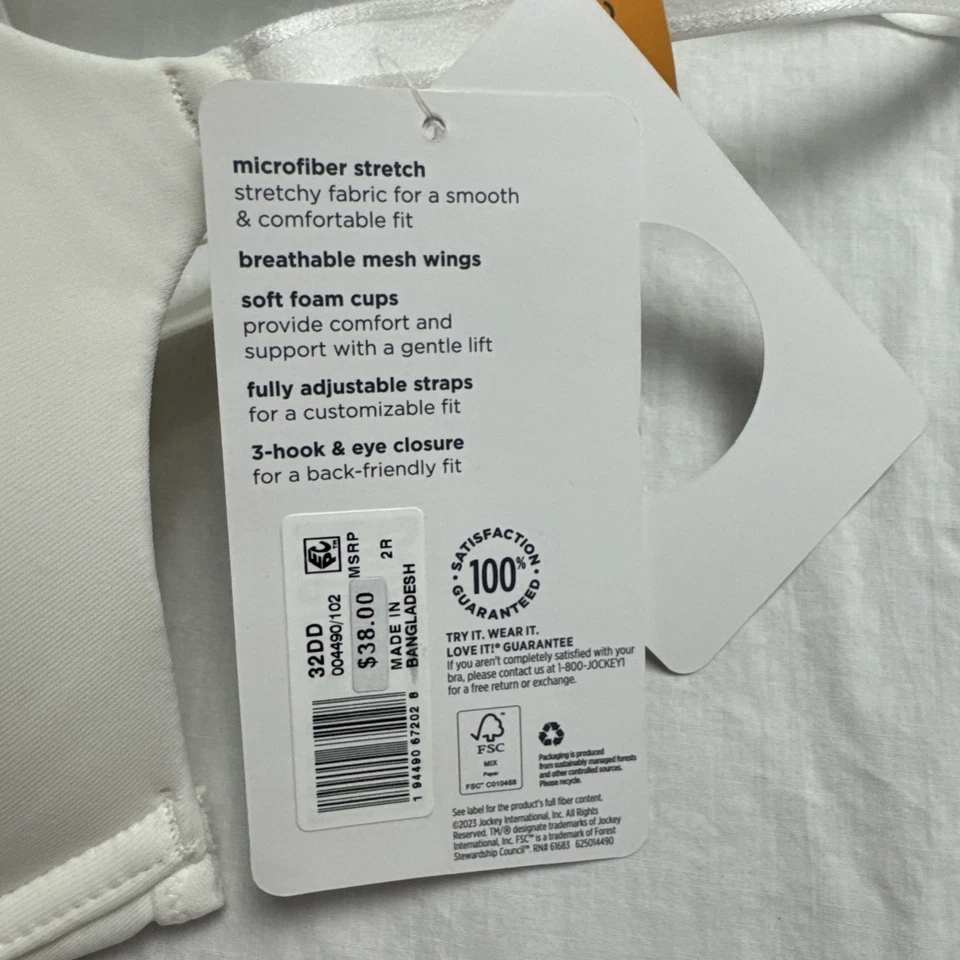 microfiber stretch
stretchy fabric for a smooth
& comfortable fit
breathable mesh wings
soft foam cups
provide comfort and
support with a gentle lift
fully adjustable straps
for a customizable fit
3-hook & eye closure
for a back-friendly fit
32DD
004490/102
MSRP
$38.00
2R
MADE IN
BANGLADESH
1 94490 67202 8
SATISFACTION
100%
GUARANTEED
TRY IT. WEAR IT.
LOVE IT!® GUARANTEE
If you aren't completely satisfied with your
bra, please contact us at 1-800-JOCKEY1
for a free return or exchange.
FSC™
MIX
Paper
FSC™ C010458
Packaging is produced
from sustainably managed forests
and other controlled sources.
Please recycle.
See label for the product's full fiber content.
©2023 Jockey International, Inc. All Rights
Reserved. TM/® designate trademarks of Jockey
International, Inc. FSC™ is a trademark of Forest
Stewardship Council™. RN# 61683 625014490